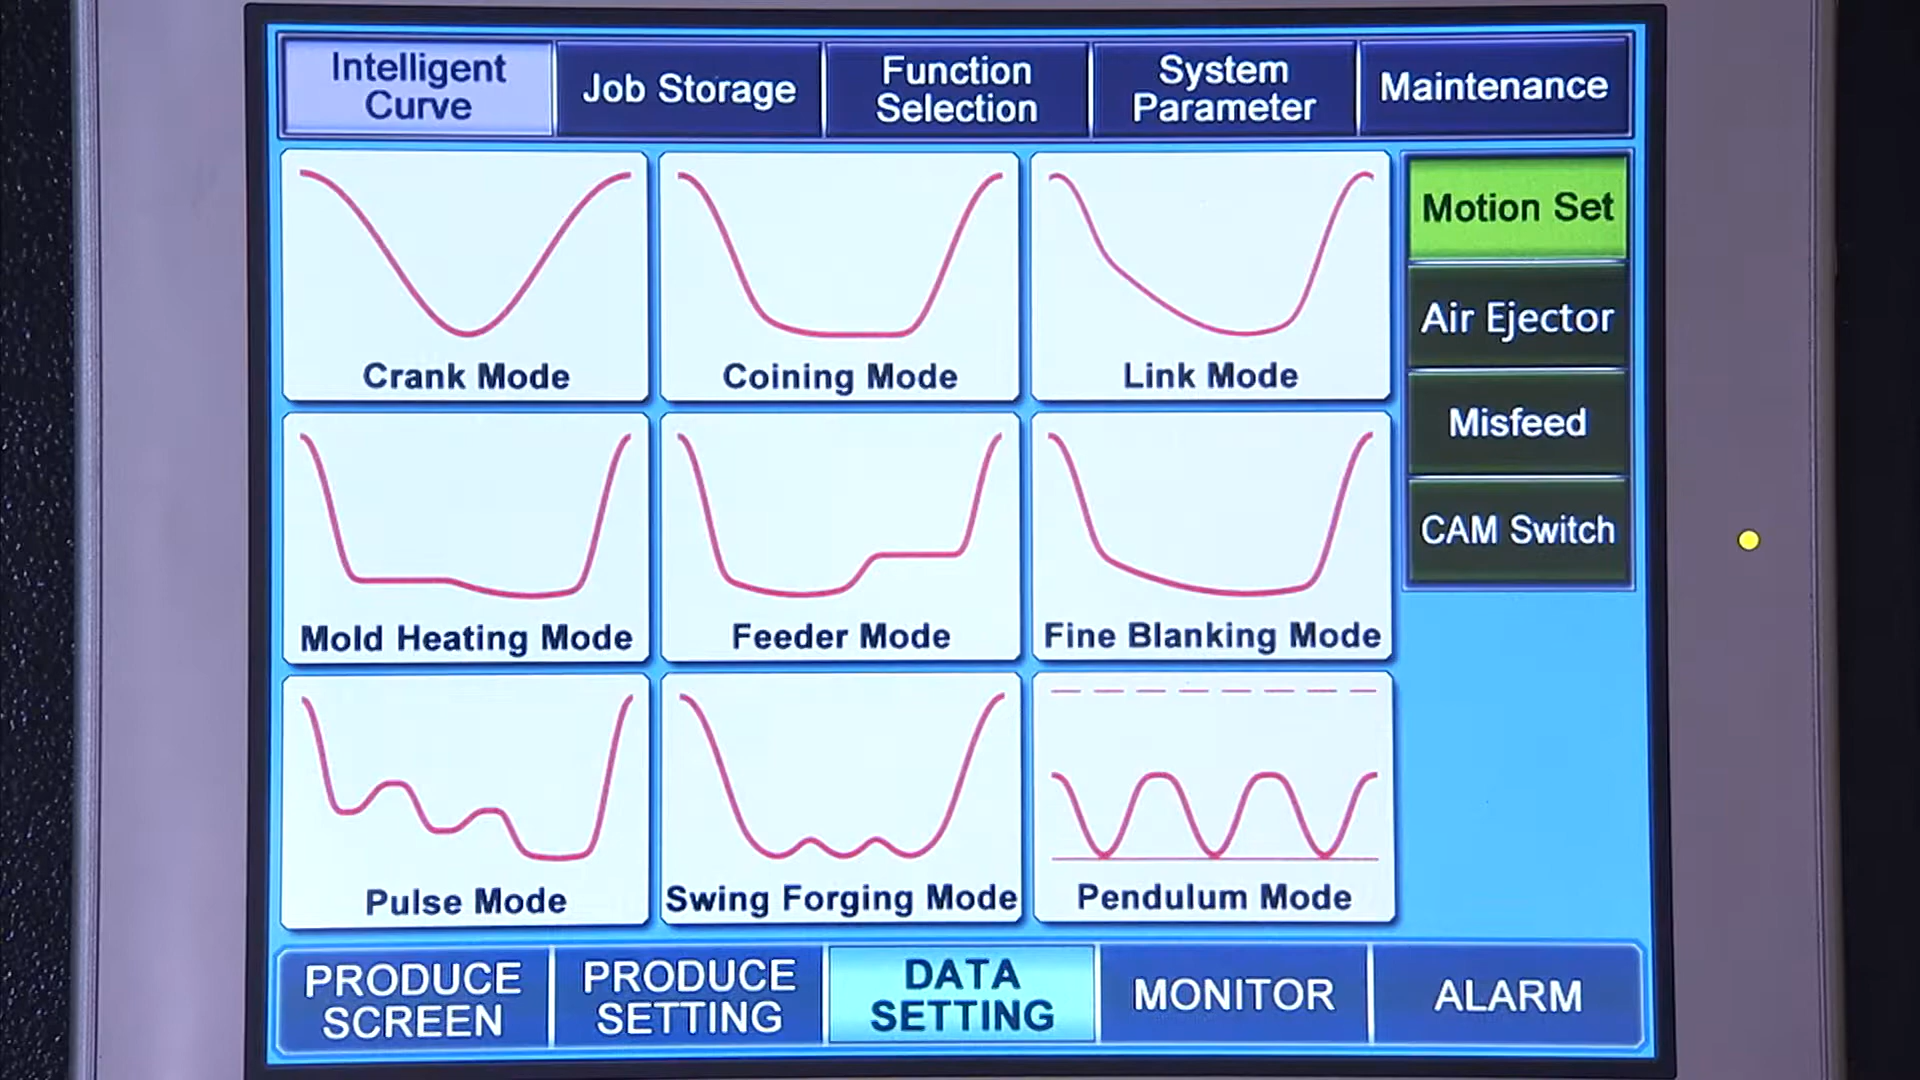 Intelligent
Curve
Job Storage
Function
Selection
System
Parameter
Maintenance
Crank Mode
Coining Mode
Link Mode
Motion Set
Air Ejector
Misfeed
CAM Switch
Mold Heating Mode
Feeder Mode
Fine Blanking Mode
Pulse Mode
Swing Forging Mode
Pendulum Mode
PRODUCE
SCREEN
PRODUCE
SETTING
DATA
SETTING
MONITOR
ALARM